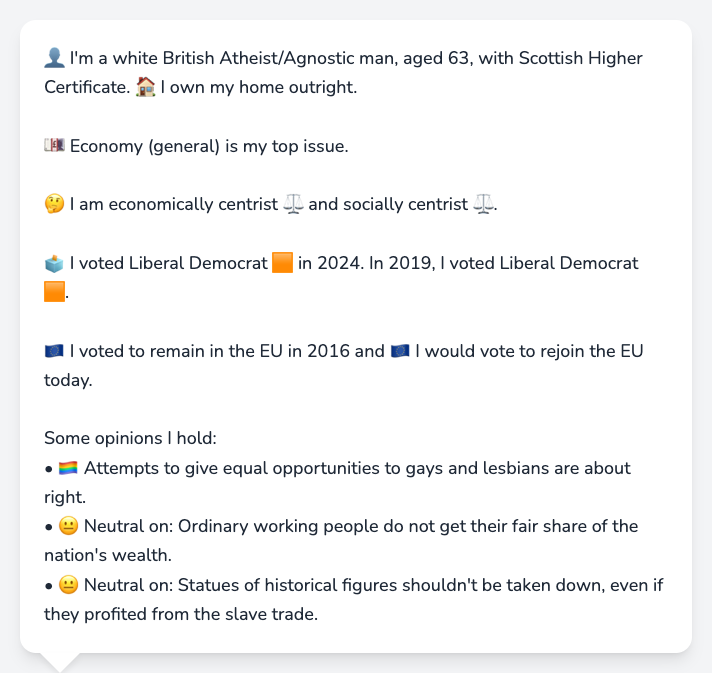 👤 I'm a white British Atheist/Agnostic man, aged 63, with Scottish Higher
Certificate. 🏠 I own my home outright.
💷 Economy (general) is my top issue.
🤔 I am economically centrist ⚖️ and socially centrist ⚖️.
🗳️ I voted Liberal Democrat 🟧 in 2024. In 2019, I voted Liberal Democrat
🟧.
🇪🇺 I voted to remain in the EU in 2016 and 🇪🇺 I would vote to rejoin the EU
today.
Some opinions I hold:
• 🏳️‍🌈 Attempts to give equal opportunities to gays and lesbians are about
right.
• 😐 Neutral on: Ordinary working people do not get their fair share of the
nation's wealth.
• 😐 Neutral on: Statues of historical figures shouldn't be taken down, even if
they profited from the slave trade.